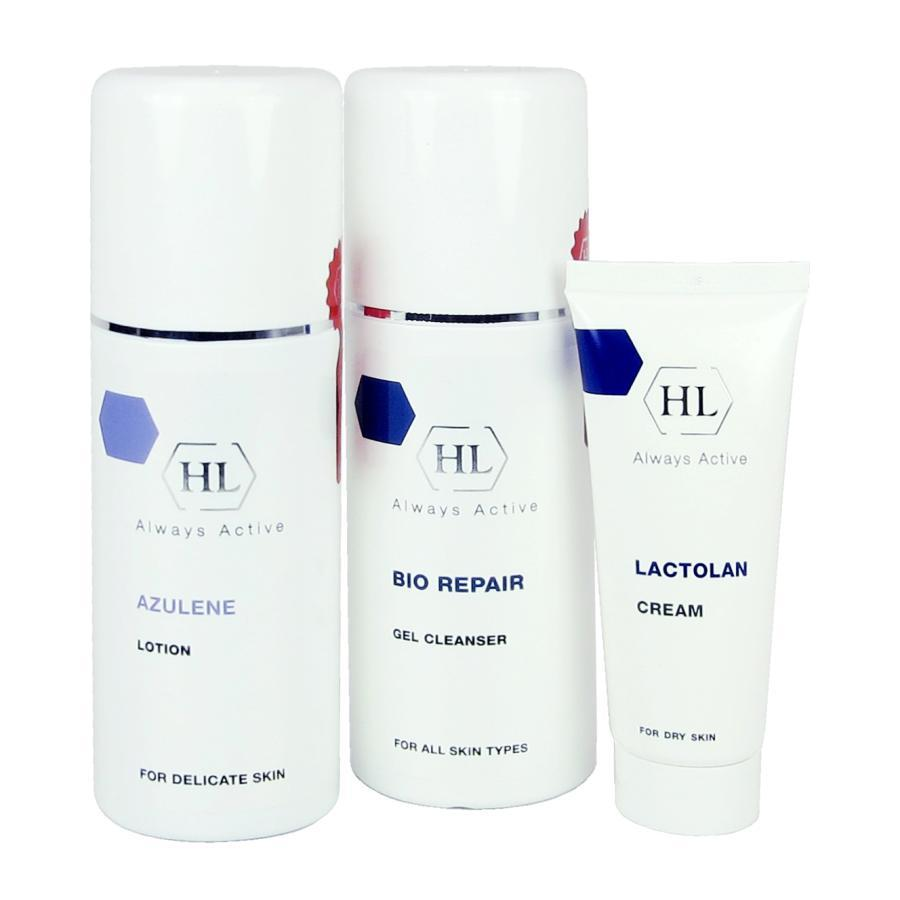 HL
Always Active
AZULENE
LOTION
FOR DELICATE SKIN
HL
Always Active
BIO REPAIR
GEL CLEANSER
FOR ALL SKIN TYPES
HL
Always Active
LACTOLAN
CREAM
FOR DRY SKIN